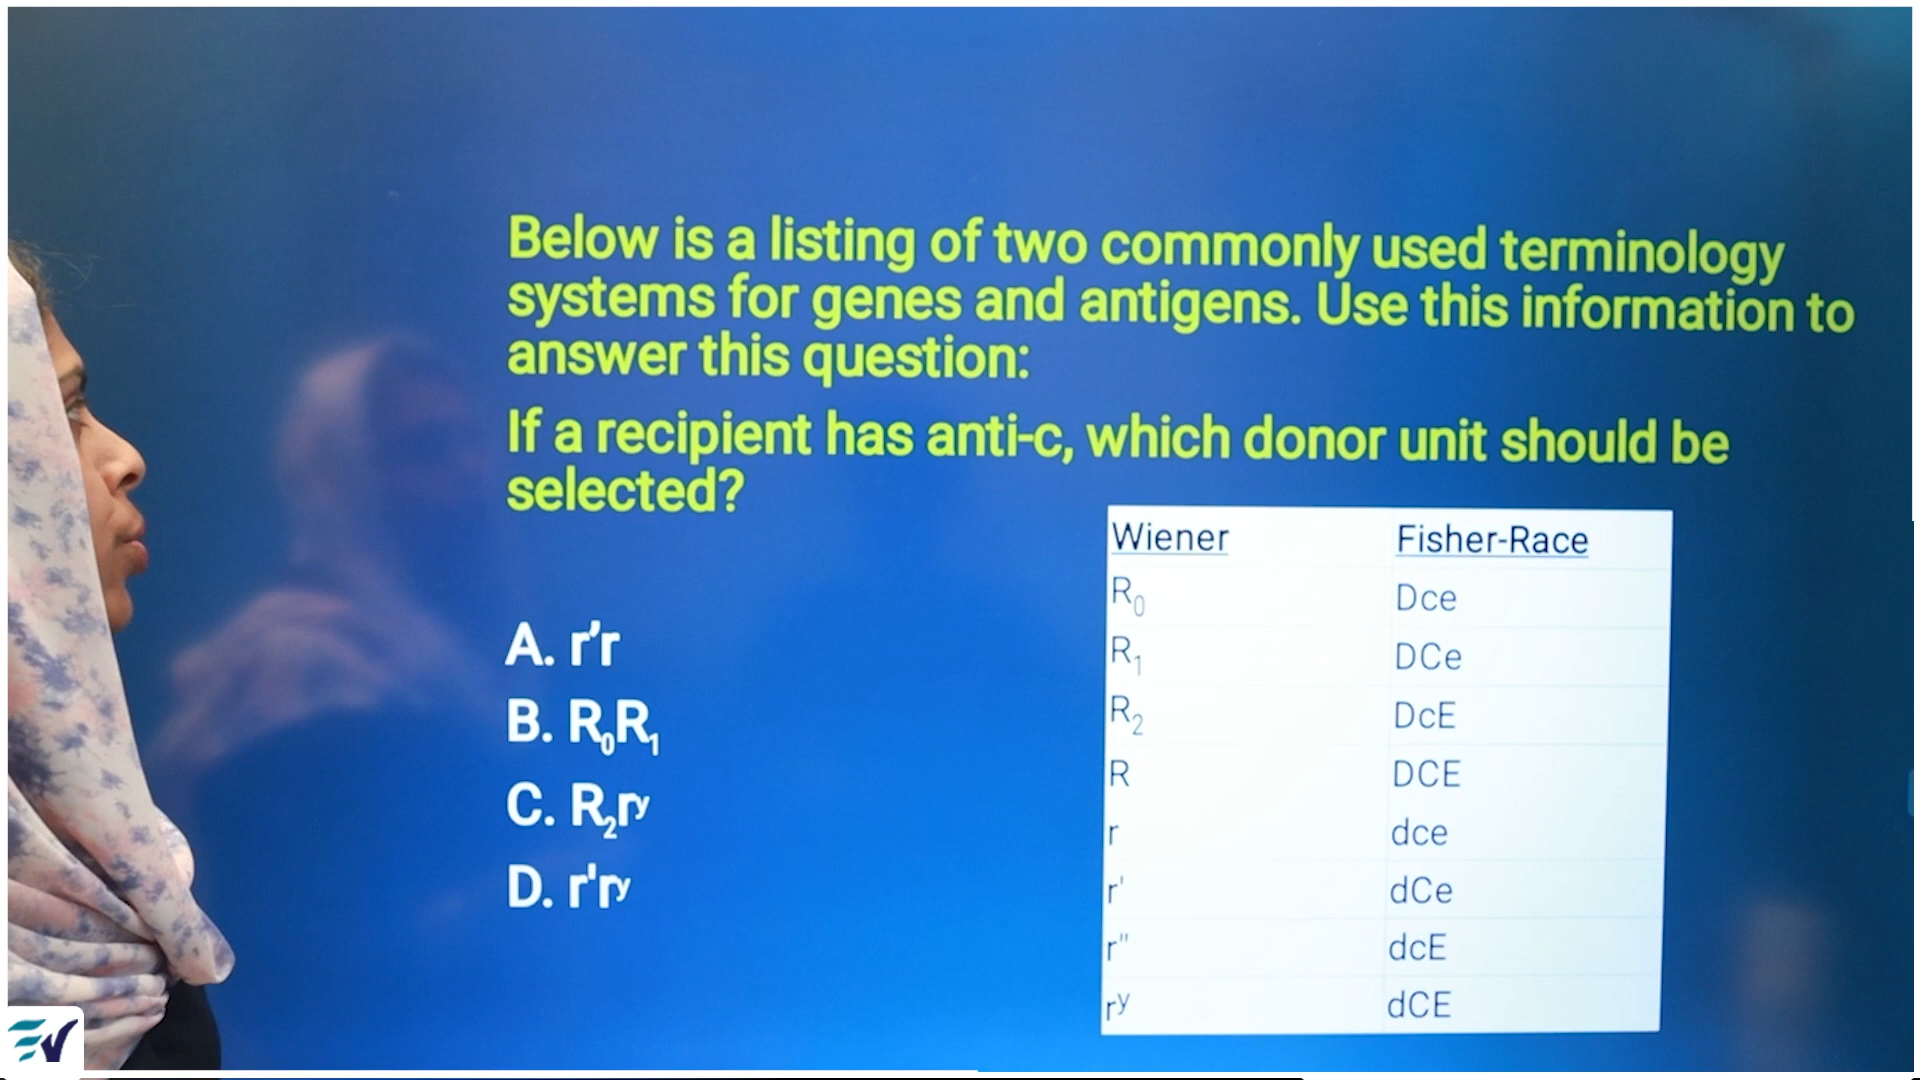 Below is a listing of two commonly used terminology
systems for genes and antigens. Use this information to
answer this question:
If a recipient has anti-c, which donor unit should be
selected?
A. r’r
B. R₀R₁
C. R₂rʸ
D. r'rʸ
Wiener Fisher-Race
R₀ Dce
R₁ DCe
R₂ DcE
R DCE
r dce
r' dCe
r" dcE
rʸ dCE